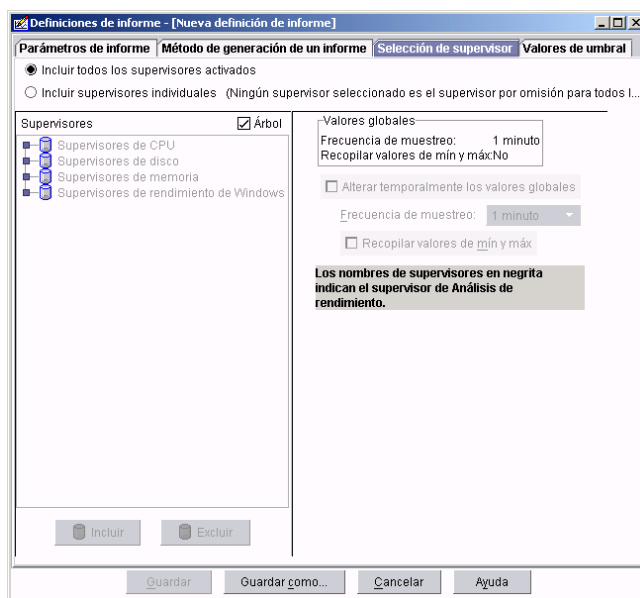 Definiciones de informe - [Nueva definición de informe]
Parámetros de informe Método de generación de un informe Selección de supervisor Valores de umbral
Incluir todos los supervisores activados
Incluir supervisores individuales (Ningún supervisor seleccionado es el supervisor por omisión para todos l...
Supervisores Árbol
Supervisores de CPU
Supervisores de disco
Supervisores de memoria
Supervisores de rendimiento de Windows
Incluir Excluir
Valores globales
Frecuencia de muestreo: 1 minuto
Recopilar valores de mín y máx:No
Alterar temporalmente los valores globales
Frecuencia de muestreo: 1 minuto
Recopilar valores de mín y máx
Los nombres de supervisores en negrita
indican el supervisor de Análisis de
rendimiento.
Guardar Guardar como... Cancelar Ayuda